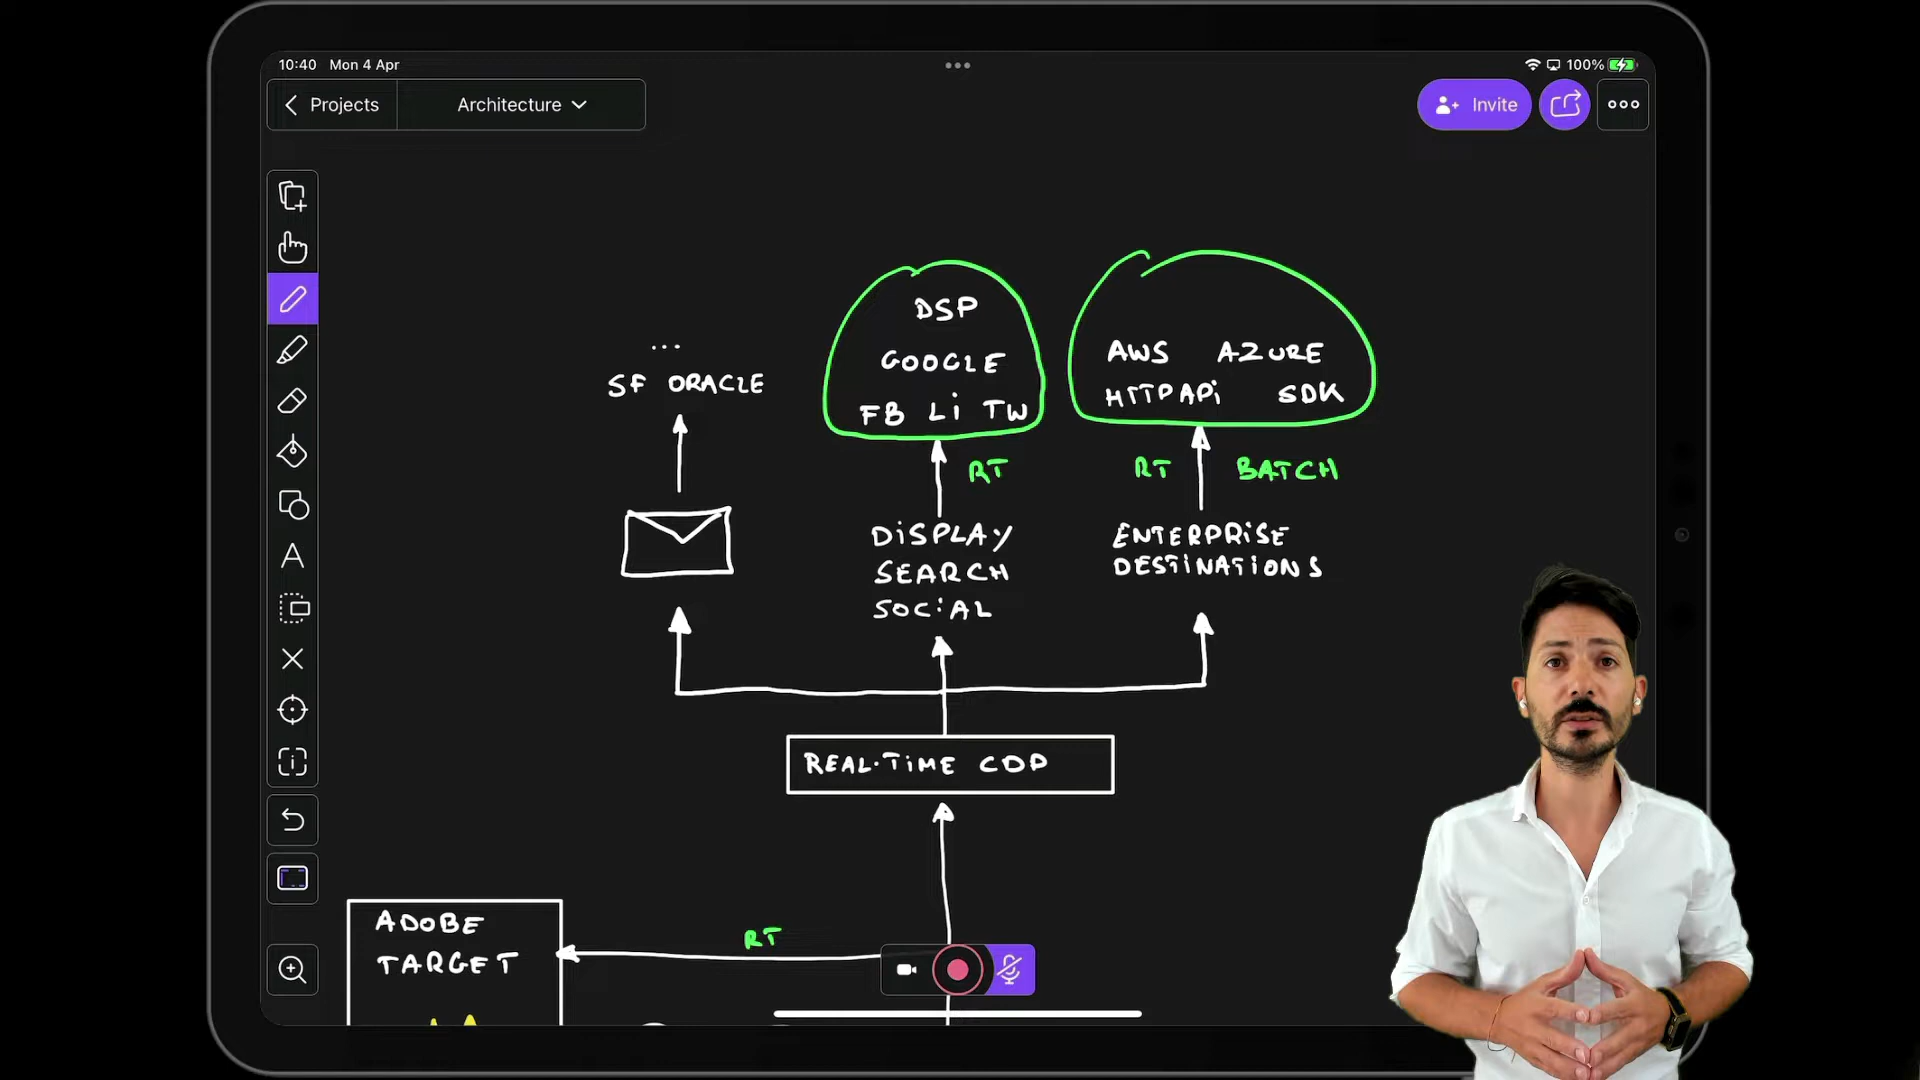 10:40 Mon 4 Apr
100%
Projects
Architecture
Invite
DSP
GOOGLE
FB Li TW
AWS AZURE
HTTP APi SDK
...
SF ORACLE
RT
RT BATCH
DiSPLAY
SEARCH
SOCiAL
ENTERPRiSE
DESTiNATiONS
REAL-TiME CDP
ADOBE
TARGET
RT